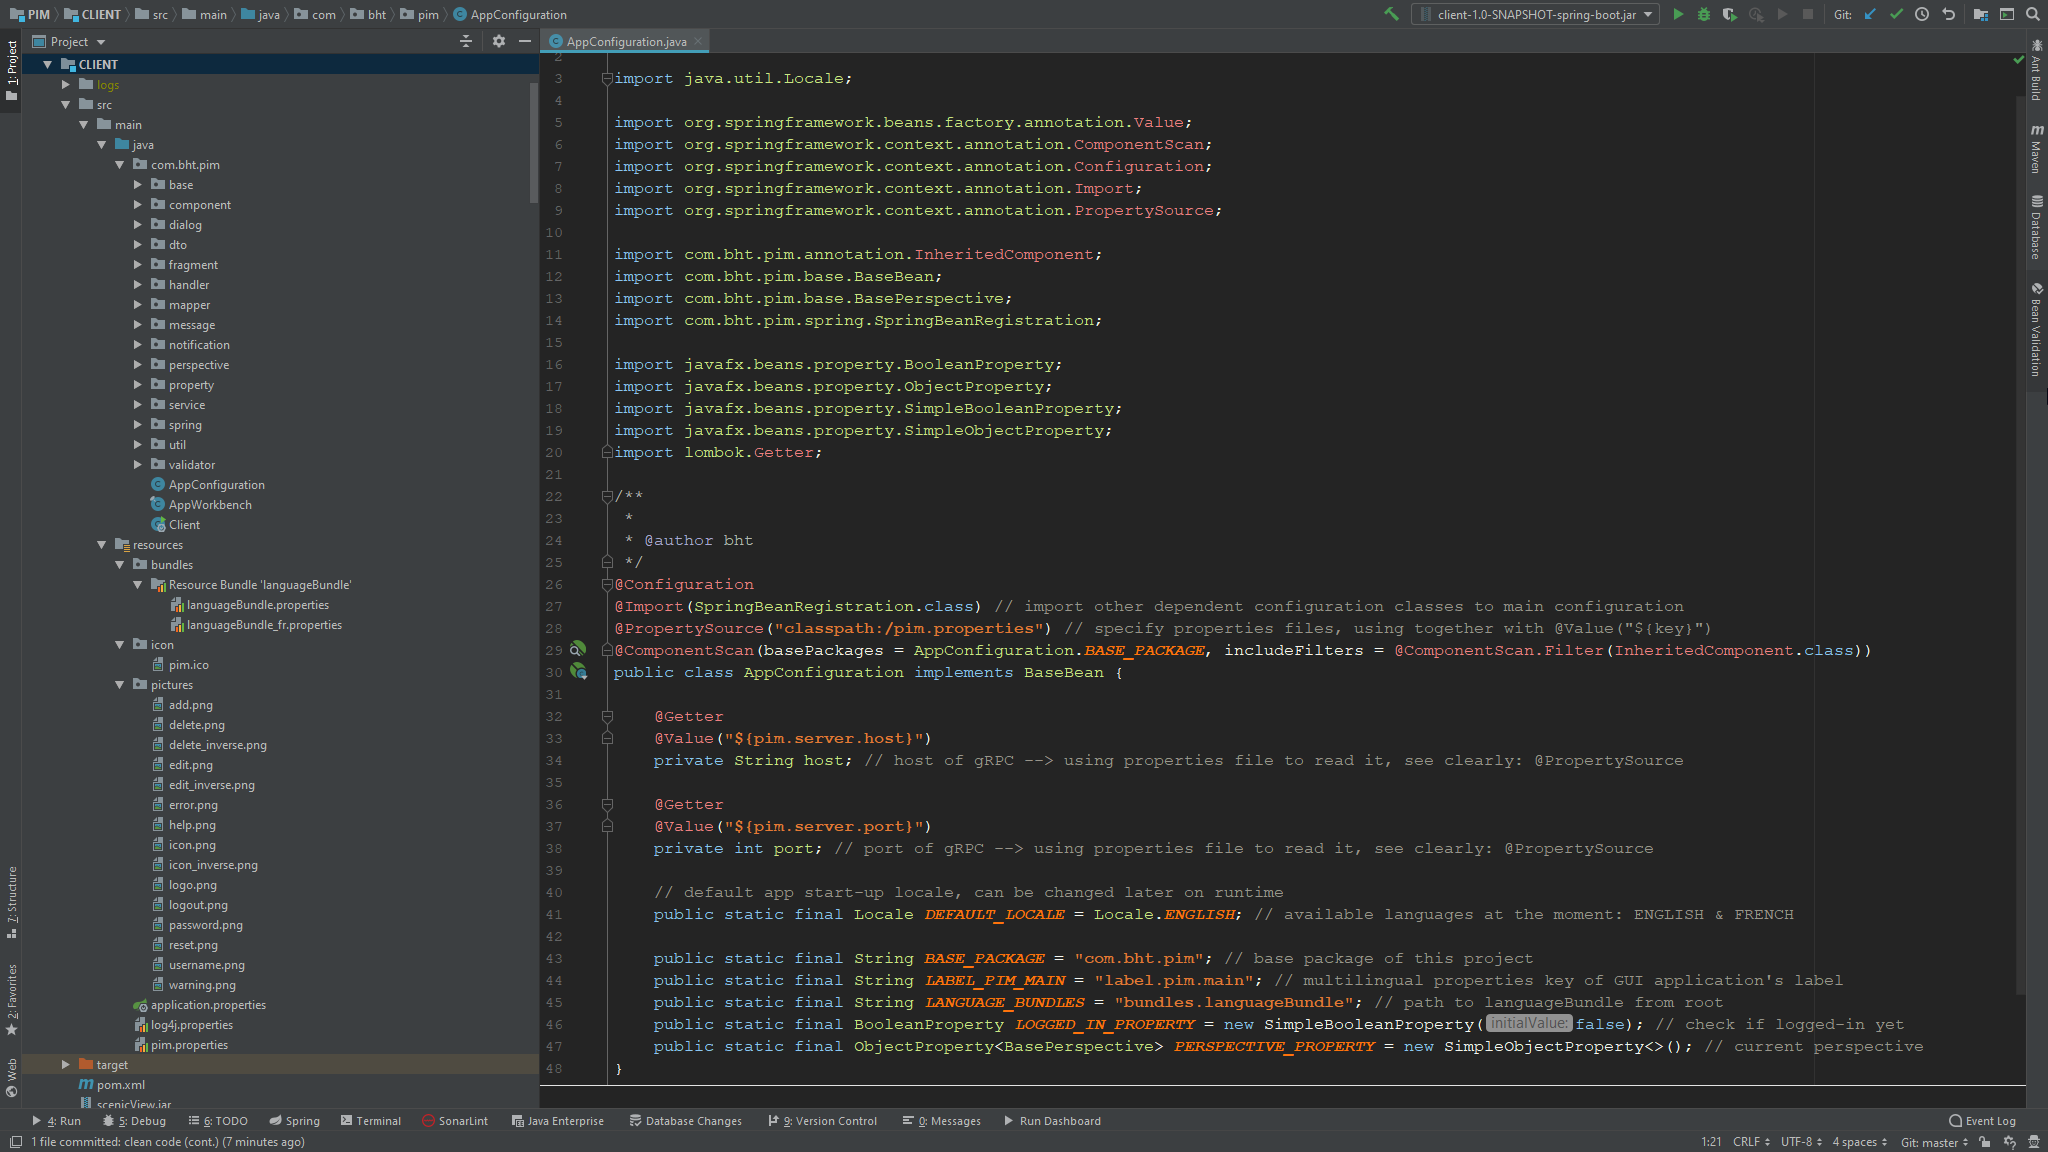 PIM CLIENT src main java com bht pim AppConfiguration
client-1.0-SNAPSHOT-spring-boot.jar
Git:
1: Project
Project
AppConfiguration.java
CLIENT
logs
src
main
java
com.bht.pim
base
component
dialog
dto
fragment
handler
mapper
message
notification
perspective
property
service
spring
util
validator
AppConfiguration
AppWorkbench
Client
resources
bundles
Resource Bundle 'languageBundle'
languageBundle.properties
languageBundle_fr.properties
icon
pim.ico
pictures
add.png
delete.png
delete_inverse.png
edit.png
edit_inverse.png
error.png
help.png
icon.png
icon_inverse.png
logo.png
logout.png
password.png
reset.png
username.png
warning.png
application.properties
log4j.properties
pim.properties
target
pom.xml
scenicView.jar
7: Structure
2: Favorites
Web
2
3 import java.util.Locale;
4
5 import org.springframework.beans.factory.annotation.Value;
6 import org.springframework.context.annotation.ComponentScan;
7 import org.springframework.context.annotation.Configuration;
8 import org.springframework.context.annotation.Import;
9 import org.springframework.context.annotation.PropertySource;
10
11 import com.bht.pim.annotation.InheritedComponent;
12 import com.bht.pim.base.BaseBean;
13 import com.bht.pim.base.BasePerspective;
14 import com.bht.pim.spring.SpringBeanRegistration;
15
16 import javafx.beans.property.BooleanProperty;
17 import javafx.beans.property.ObjectProperty;
18 import javafx.beans.property.SimpleBooleanProperty;
19 import javafx.beans.property.SimpleObjectProperty;
20 import lombok.Getter;
21
22 /**
23 *
24 * @author bht
25 */
26 @Configuration
27 @Import(SpringBeanRegistration.class) // import other dependent configuration classes to main configuration
28 @PropertySource("classpath:/pim.properties") // specify properties files, using together with @Value("${key}")
29 @ComponentScan(basePackages = AppConfiguration.BASE_PACKAGE, includeFilters = @ComponentScan.Filter(InheritedComponent.class))
30 public class AppConfiguration implements BaseBean {
31
32 @Getter
33 @Value("${pim.server.host}")
34 private String host; // host of gRPC --> using properties file to read it, see clearly: @PropertySource
35
36 @Getter
37 @Value("${pim.server.port}")
38 private int port; // port of gRPC --> using properties file to read it, see clearly: @PropertySource
39
40 // default app start-up locale, can be changed later on runtime
41 public static final Locale DEFAULT_LOCALE = Locale.ENGLISH; // available languages at the moment: ENGLISH & FRENCH
42
43 public static final String BASE_PACKAGE = "com.bht.pim"; // base package of this project
44 public static final String LABEL_PIM_MAIN = "label.pim.main"; // multilingual properties key of GUI application's label
45 public static final String LANGUAGE_BUNDLES = "bundles.languageBundle"; // path to languageBundle from root
46 public static final BooleanProperty LOGGED_IN_PROPERTY = new SimpleBooleanProperty( initialValue: false); // check if logged-in yet
47 public static final ObjectProperty<BasePerspective> PERSPECTIVE_PROPERTY = new SimpleObjectProperty<>(); // current perspective
48 }
Ant Build
Maven
Database
Bean Validation
4: Run 5: Debug 6: TODO Spring Terminal SonarLint Java Enterprise Database Changes 9: Version Control 0: Messages Run Dashboard Event Log
1 file committed: clean code (cont.) (7 minutes ago) 1:21 CRLF UTF-8 4 spaces Git: master